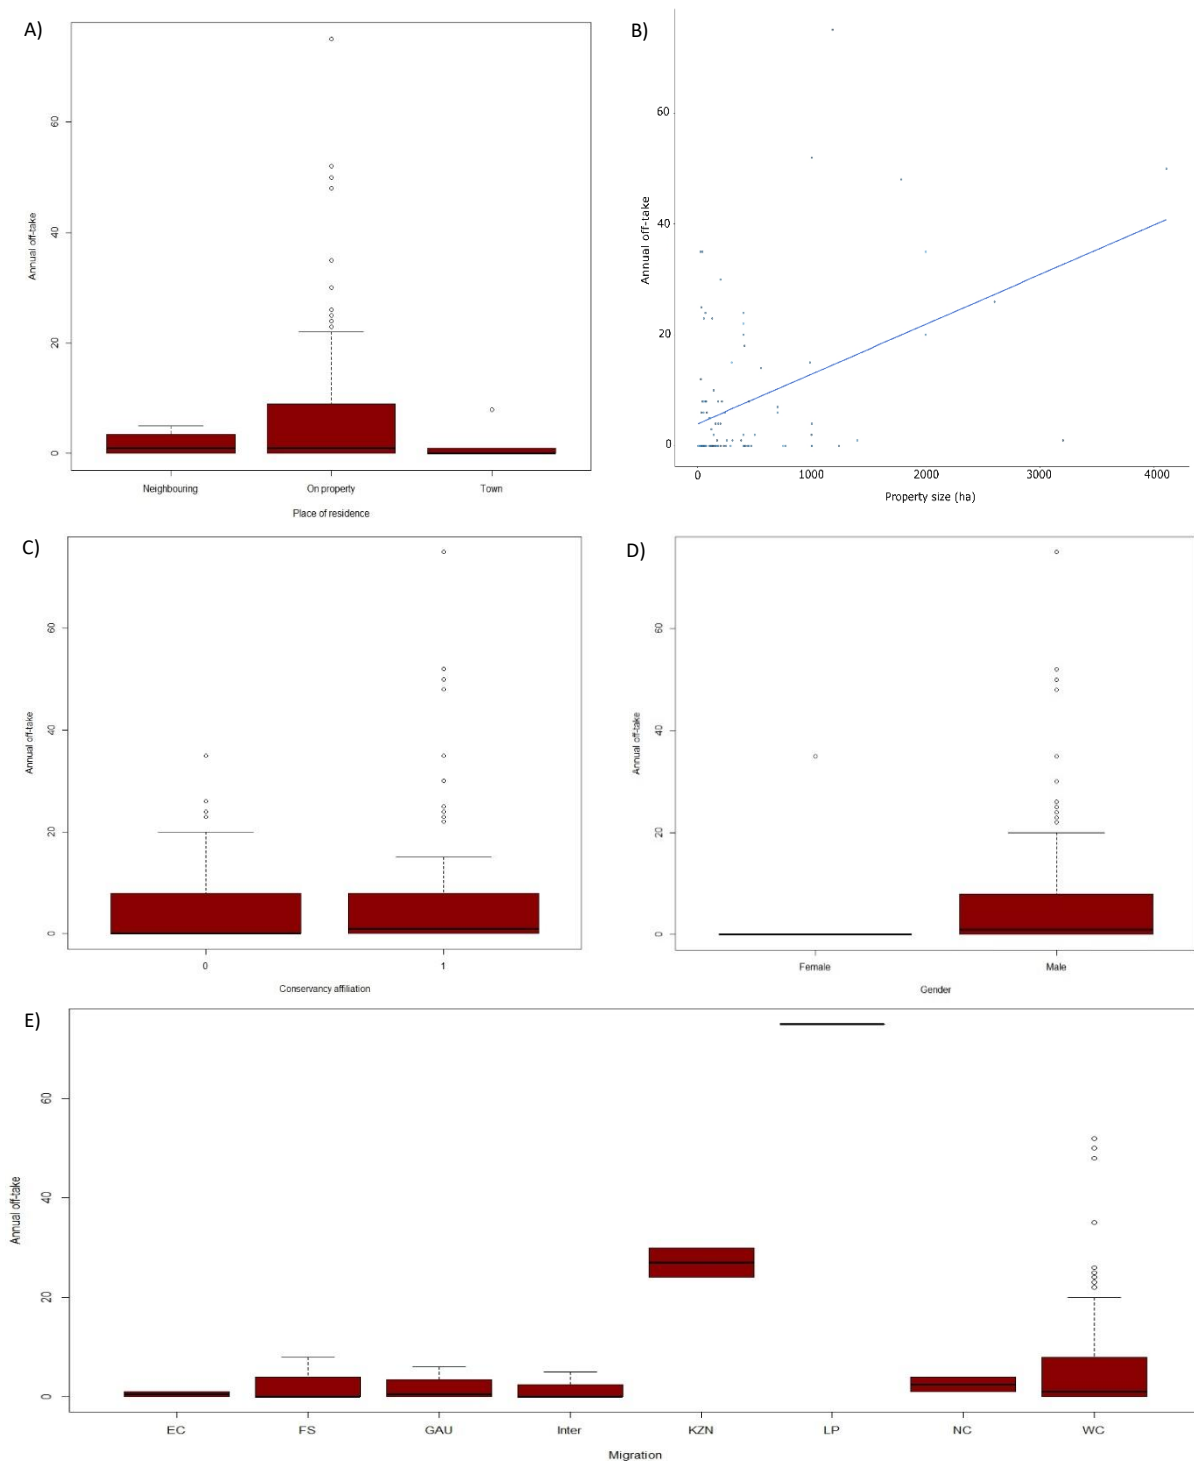 A)
60
40
20
0
Annual off-take
Neighbouring On property Town
Place of residence
B)
60
40
20
0
Annual off-take
0 1000 2000 3000 4000
Property size (ha)
C)
60
40
20
0
Annual off-take
0 1
Conservancy affiliation
D)
60
40
20
0
Annual off-take
Female Male
Gender
E)
60
40
20
0
Annual off-take
EC FS GAU Inter KZN LP NC WC
Migration